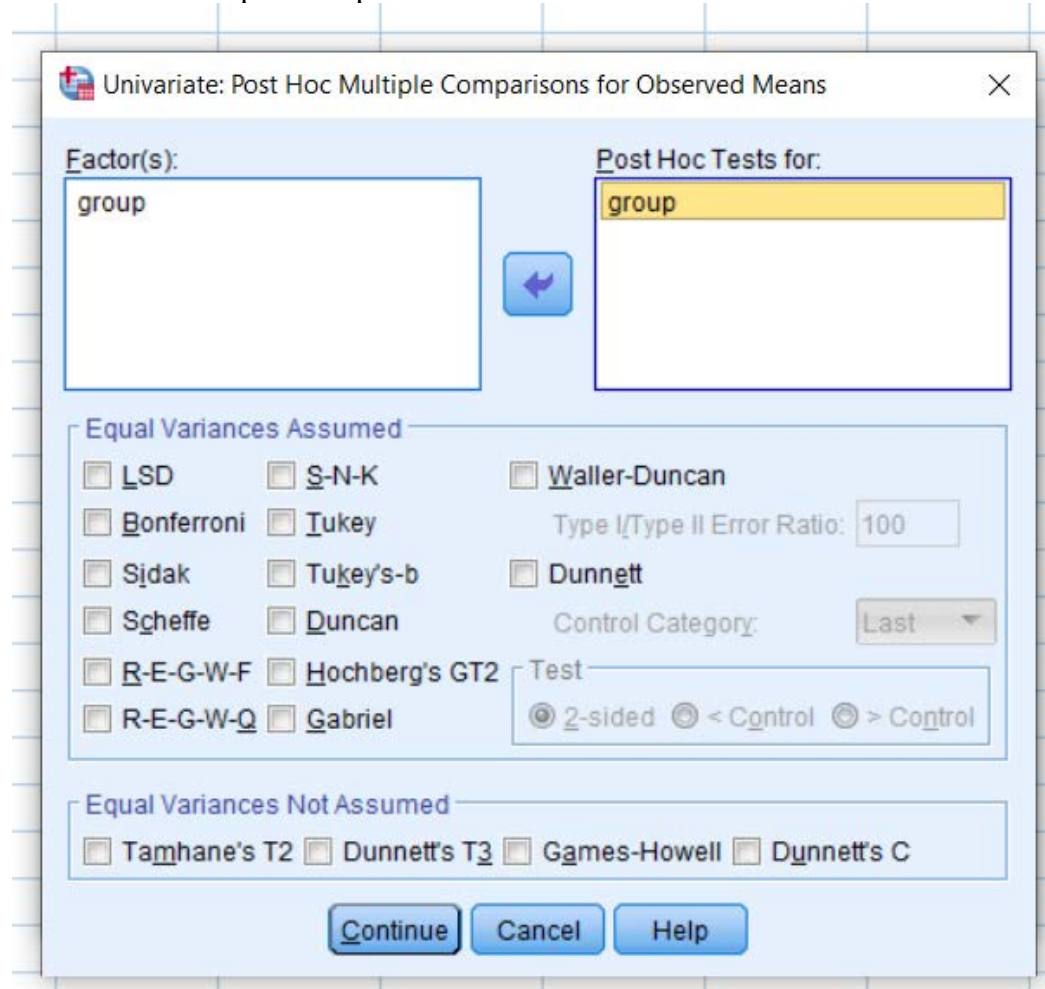 Univariate: Post Hoc Multiple Comparisons for Observed Means
Factor(s):
group
Post Hoc Tests for:
group
Equal Variances Assumed
LSD
S-N-K
Waller-Duncan
Bonferroni
Tukey
Type I/Type II Error Ratio: 100
Sidak
Tukey's-b
Dunnett
Scheffe
Duncan
Control Category: Last
R-E-G-W-F
Hochberg's GT2
Test
R-E-G-W-Q
Gabriel
2-sided < Control > Control
Equal Variances Not Assumed
Tamhane's T2 Dunnett's T3 Games-Howell Dunnett's C
Continue Cancel Help